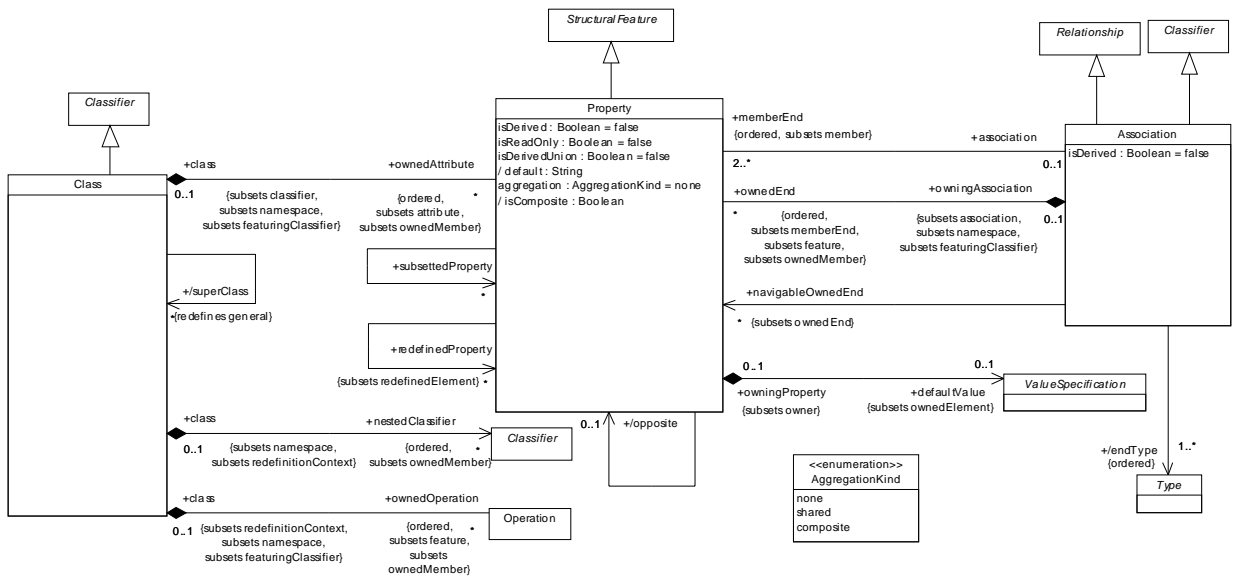 StructuralFeature
Relationship
Classifier
Classifier
Property
isDerived : Boolean = false
isReadOnly : Boolean = false
isDerivedUnion : Boolean = false
/ default : String
aggregation : AggregationKind = none
/ isComposite : Boolean
+memberEnd
{ordered, subsets member}
2..*
+association
0..1
Association
isDerived : Boolean = false
Class
+class
0..1
{subsets classifier,
subsets namespace,
subsets featuringClassifier}
+ownedAttribute
*
{ordered,
subsets attribute,
subsets ownedMember}
+ownedEnd
*
{ordered,
subsets memberEnd,
subsets feature,
subsets ownedMember}
+owningAssociation
0..1
{subsets association,
subsets namespace,
subsets featuringClassifier}
+/superClass
*
{redefines general}
+subsettedProperty
*
+navigableOwnedEnd
* {subsets ownedEnd}
+redefinedProperty
{subsets redefinedElement} *
0..1
+owningProperty
{subsets owner}
0..1
+defaultValue
{subsets ownedElement}
ValueSpecification
+class
0..1
{subsets namespace,
subsets redefinitionContext}
+nestedClassifier
*
{ordered,
subsets ownedMember}
Classifier
0..1
+/opposite
+/endType
{ordered}
1..*
Type
<<enumeration>>
AggregationKind
none
shared
composite
+class
0..1
{subsets redefinitionContext,
subsets namespace,
subsets featuringClassifier}
+ownedOperation
*
{ordered,
subsets feature,
subsets
ownedMember}
Operation